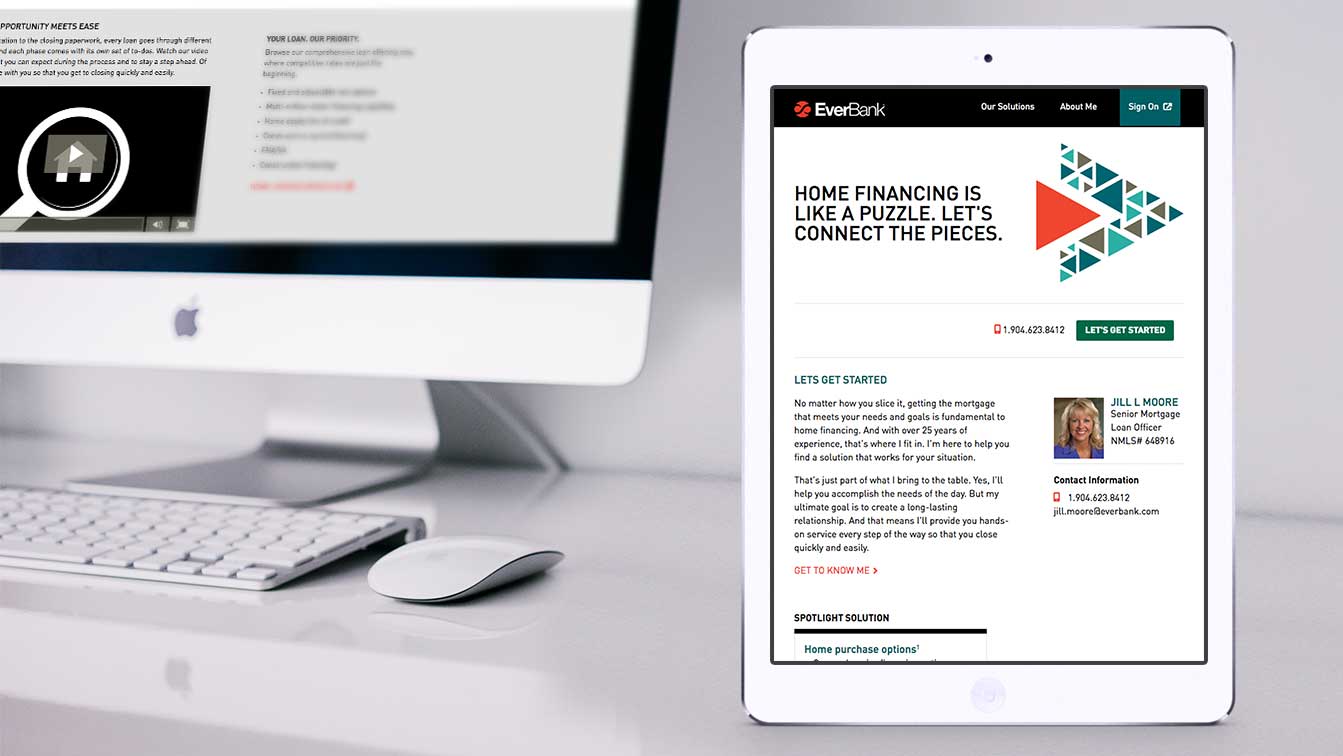 PPORTUNITY MEETS EASE
cation to the closing paperwork, every loan goes through different
nd each phase comes with its own set of to-dos. Watch our video
t you can expect during the process and to stay a step ahead. Of
e with you so that you get to closing quickly and easily.
YOUR LOAN. OUR PRIORITY.
Browse our comprehensive loan offering
where competitive rates are just the
beginning.
EverBank
Our Solutions
About Me
Sign On
HOME FINANCING IS
LIKE A PUZZLE. LET'S
CONNECT THE PIECES.
1.904.623.8412
LET'S GET STARTED
LETS GET STARTED
No matter how you slice it, getting the mortgage
that meets your needs and goals is fundamental to
home financing. And with over 25 years of
experience, that's where I fit in. I'm here to help you
find a solution that works for your situation.
That's just part of what I bring to the table. Yes, I'll
help you accomplish the needs of the day. But my
ultimate goal is to create a long-lasting
relationship. And that means I'll provide you hands-
on service every step of the way so that you close
quickly and easily.
GET TO KNOW ME >
JILL L MOORE
Senior Mortgage
Loan Officer
NMLS# 648916
Contact Information
1.904.623.8412
jill.moore@everbank.com
SPOTLIGHT SOLUTION
Home purchase options¹